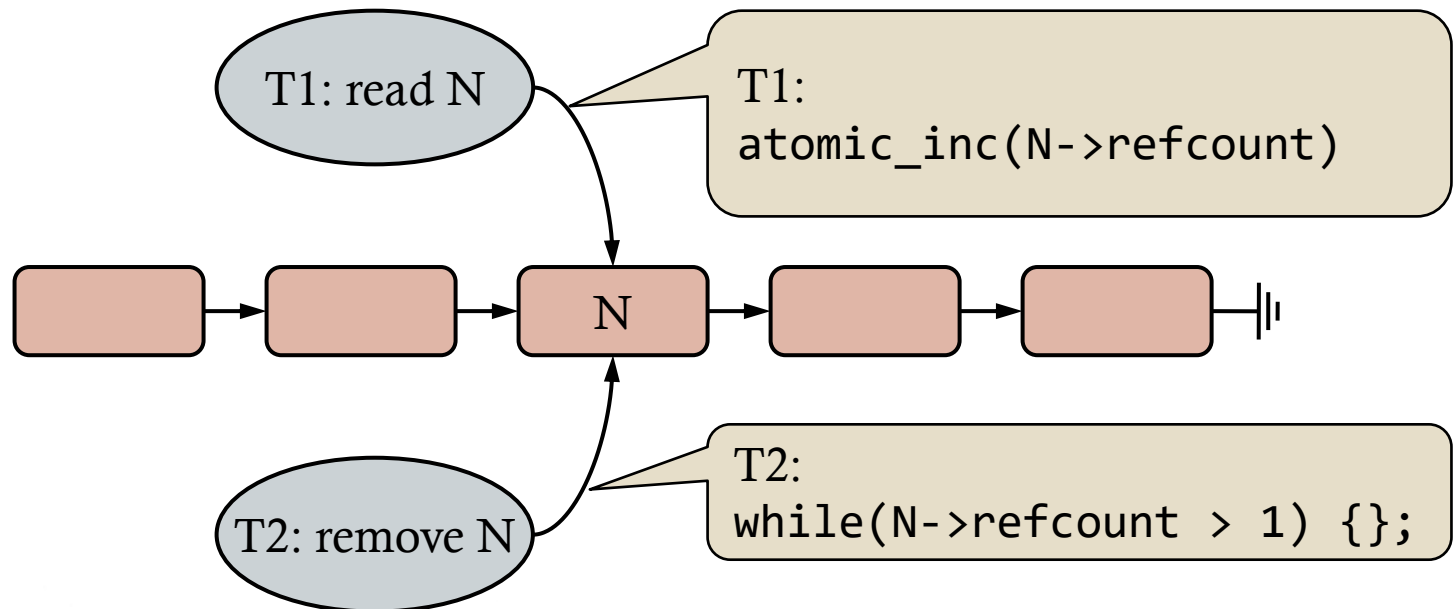 T1: read N
T1:
atomic_inc(N->refcount)
N
T2: remove N
T2:
while(N->refcount > 1) {};